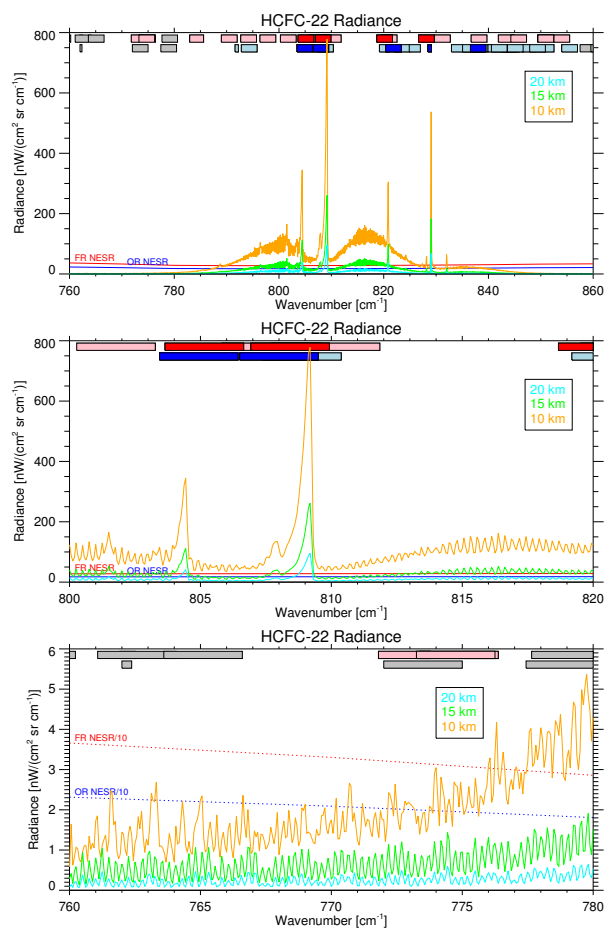 HCFC-22 Radiance
Radiance [nW/(cm² sr cm⁻¹)]
800
600
400
200
0
20 km
15 km
10 km
FR NESR
OR NESR
760 780 800 820 840 860
Wavenumber [cm⁻¹]
HCFC-22 Radiance
Radiance [nW/(cm² sr cm⁻¹)]
800
600
400
200
0
20 km
15 km
10 km
FR NESR
OR NESR
800 805 810 815 820
Wavenumber [cm⁻¹]
HCFC-22 Radiance
Radiance [nW/(cm² sr cm⁻¹)]
6
5
4
3
2
1
0
20 km
15 km
10 km
FR NESR/10
OR NESR/10
760 765 770 775 780
Wavenumber [cm⁻¹]